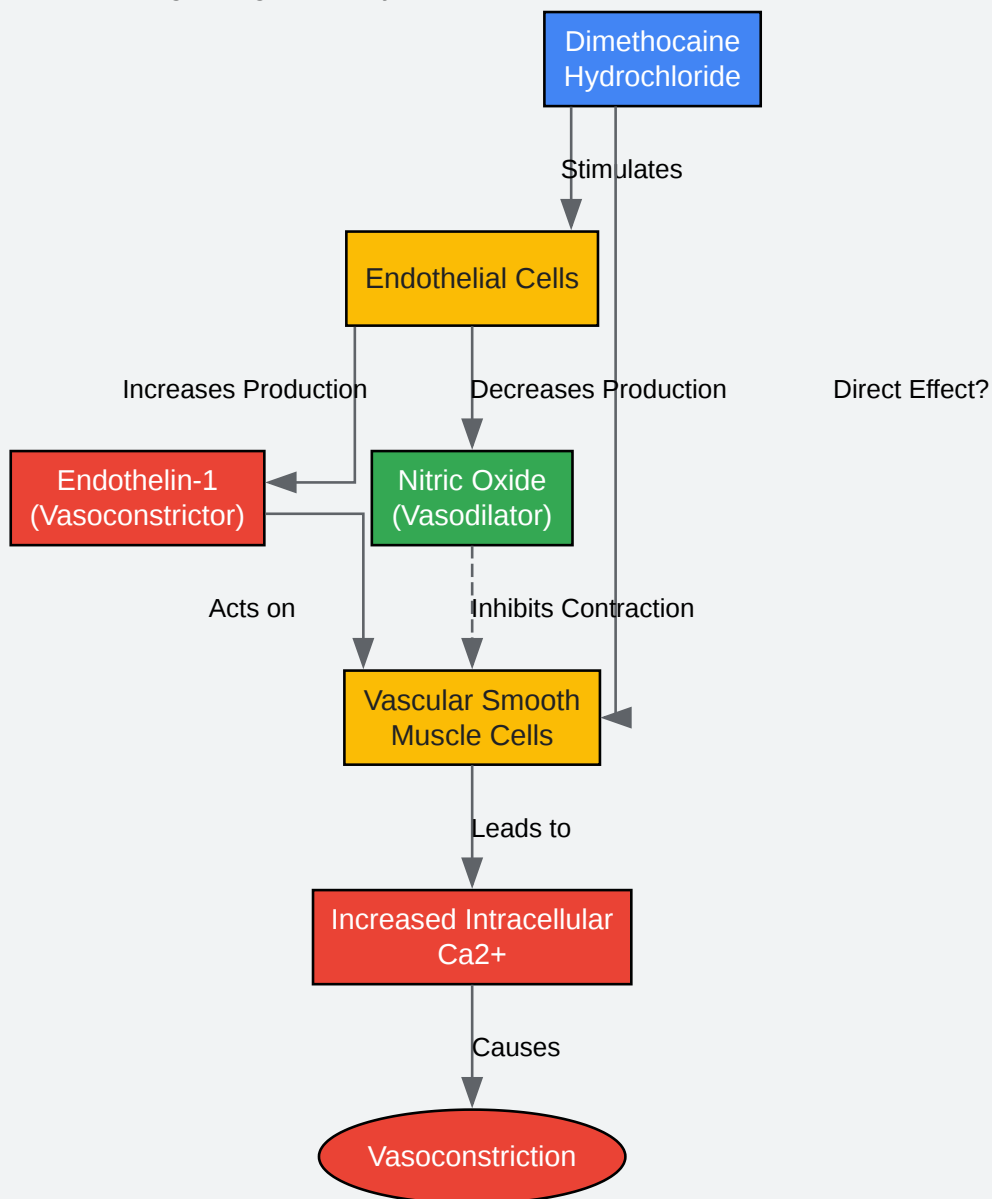 Dimethocaine
Hydrochloride
Stimulates
Endothelial Cells
Increases Production
Decreases Production
Direct Effect?
Endothelin-1
(Vasoconstrictor)
Nitric Oxide
(Vasodilator)
Acts on
Inhibits Contraction
Vascular Smooth
Muscle Cells
Leads to
Increased Intracellular
Ca2+
Causes
Vasoconstriction